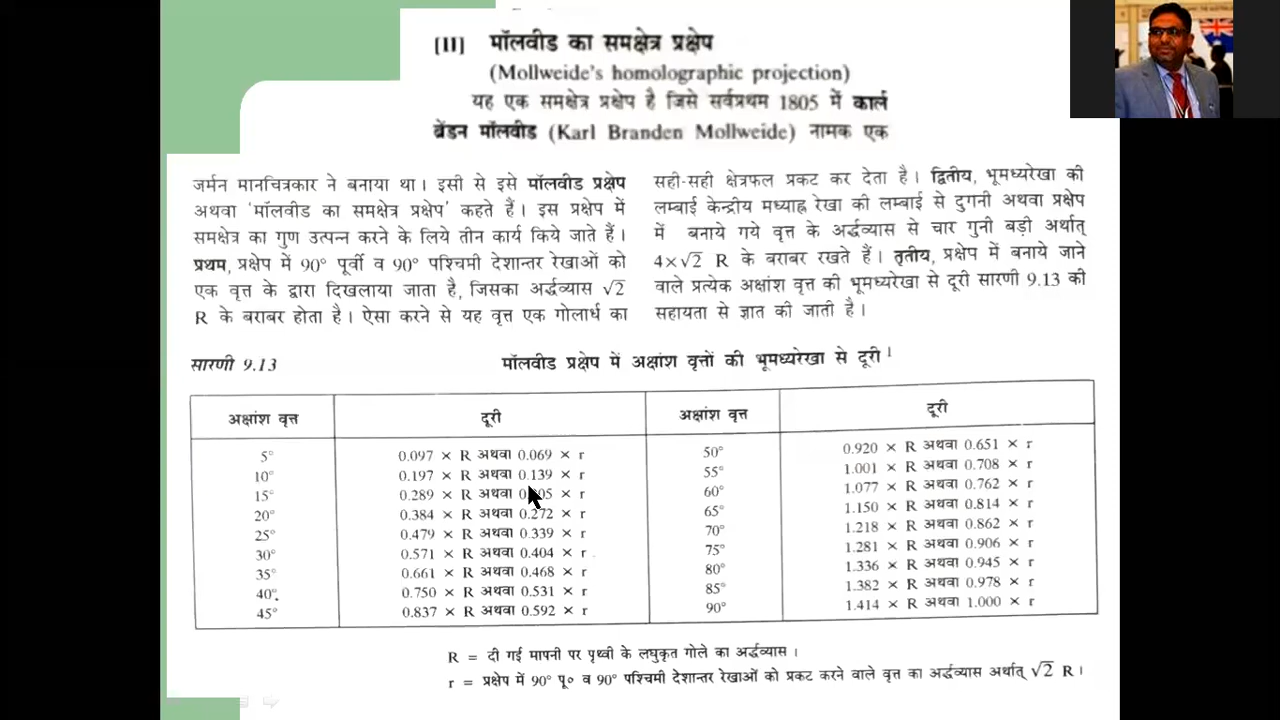 [II] मॉलवीड का समक्षेत्र प्रक्षेप
(Mollweide's homolographic projection)
यह एक समक्षेत्र प्रक्षेप है जिसे सर्वप्रथम 1805 में कार्ल
ब्रेंडन मॉलवीड (Karl Branden Mollweide) नामक एक
जर्मन मानचित्रकार ने बनाया था। इसी से इसे मॉलवीड प्रक्षेप
अथवा 'मॉलवीड का समक्षेत्र प्रक्षेप' कहते हैं। इस प्रक्षेप में
समक्षेत्र का गुण उत्पन्न करने के लिये तीन कार्य किये जाते हैं।
प्रथम, प्रक्षेप में 90° पूर्वी व 90° पश्चिमी देशान्तर रेखाओं को
एक वृत्त के द्वारा दिखलाया जाता है, जिसका अर्द्धव्यास √2
R के बराबर होता है। ऐसा करने से यह वृत्त एक गोलार्ध का
सही-सही क्षेत्रफल प्रकट कर देता है। द्वितीय, भूमध्यरेखा की
लम्बाई केन्द्रीय मध्याह्न रेखा की लम्बाई से दुगनी अथवा प्रक्षेप
में बनाये गये वृत्त के अर्द्धव्यास से चार गुनी बड़ी अर्थात्
4×√2 R के बराबर रखते हैं। तृतीय, प्रक्षेप में बनाये जाने
वाले प्रत्येक अक्षांश वृत्त की भूमध्यरेखा से दूरी सारणी 9.13 की
सहायता से ज्ञात की जाती है।
सारणी 9.13 मॉलवीड प्रक्षेप में अक्षांश वृत्तों की भूमध्यरेखा से दूरी 1
अक्षांश वृत्त दूरी अक्षांश वृत्त दूरी
5° 0.097 × R अथवा 0.069 × r 50° 0.920 × R अथवा 0.651 × r
10° 0.197 × R अथवा 0.139 × r 55° 1.001 × R अथवा 0.708 × r
15° 0.289 × R अथवा × r 60° 1.077 × R अथवा 0.762 × r
20° 0.384 × R अथवा 0.272 × r 65° 1.150 × R अथवा 0.814 × r
25° 0.479 × R अथवा 0.339 × r 70° 1.218 × R अथवा 0.862 × r
30° 0.571 × R अथवा 0.404 × r 75° 1.281 × R अथवा 0.906 × r
35° 0.661 × R अथवा 0.468 × r 80° 1.336 × R अथवा 0.945 × r
40° 0.750 × R अथवा 0.531 × r 85° 1.382 × R अथवा 0.978 × r
45° 0.837 × R अथवा 0.592 × r 90° 1.414 × R अथवा 1.000 × r
R = दी गई मापनी पर पृथ्वी के लघुकृत गोले का अर्द्धव्यास।
r = प्रक्षेप में 90° पू० व 90° पश्चिमी देशान्तर रेखाओं को प्रकट करने वाले वृत्त का अर्द्धव्यास अर्थात् √2 R।